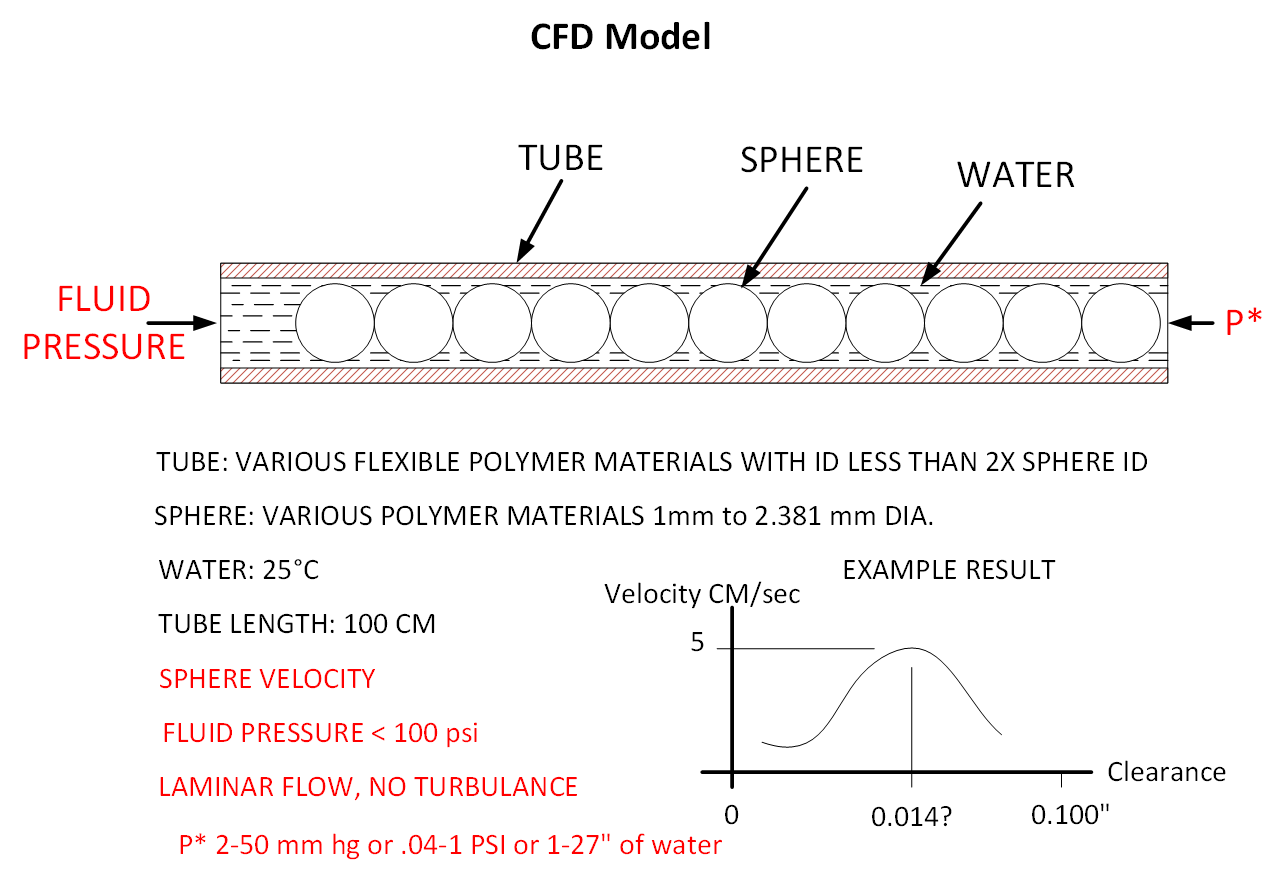 CFD Model
TUBE
SPHERE
WATER
FLUID
PRESSURE
P*
TUBE: VARIOUS FLEXIBLE POLYMER MATERIALS WITH ID LESS THAN 2X SPHERE ID
SPHERE: VARIOUS POLYMER MATERIALS 1mm to 2.381 mm DIA.
WATER: 25°C
EXAMPLE RESULT
Velocity CM/sec
TUBE LENGTH: 100 CM
5
SPHERE VELOCITY
FLUID PRESSURE < 100 psi
LAMINAR FLOW, NO TURBULANCE
Clearance
0
0.014?
0.100"
P* 2-50 mm hg or .04-1 PSI or 1-27" of water